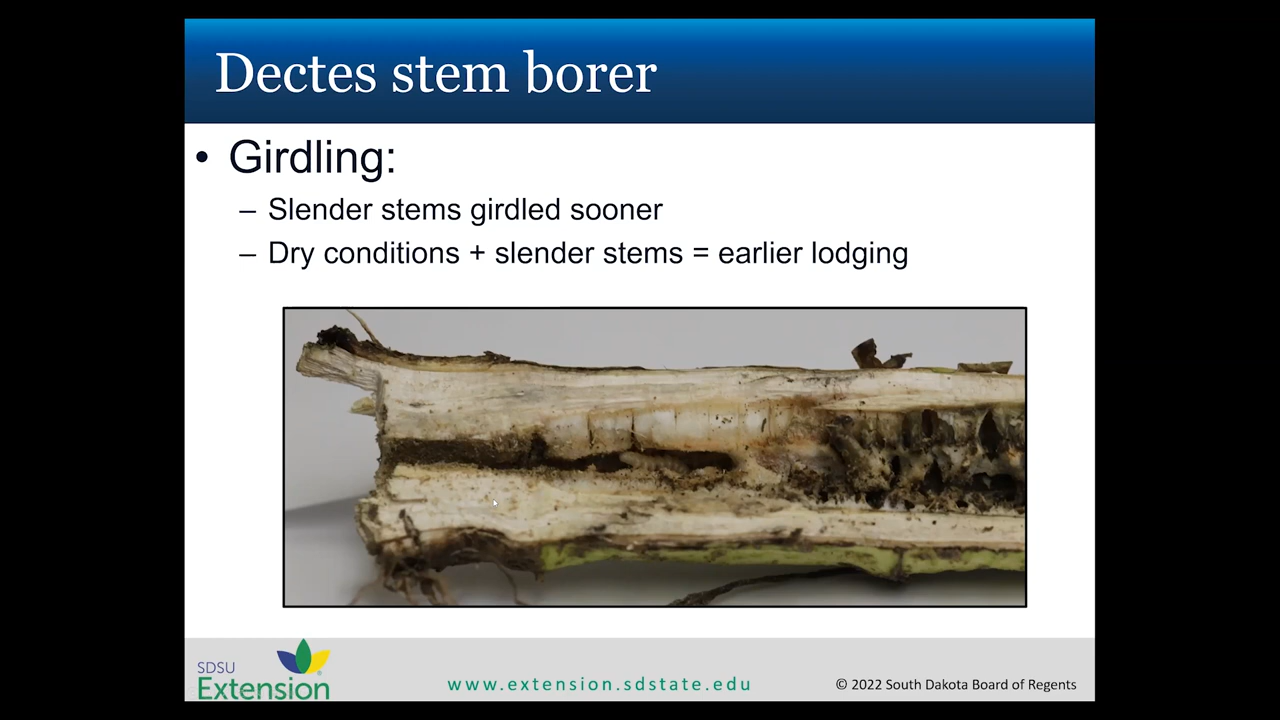 Dectes stem borer
• Girdling:
– Slender stems girdled sooner
– Dry conditions + slender stems = earlier lodging
SDSU
Extension
www.extension.sdstate.edu
© 2022 South Dakota Board of Regents